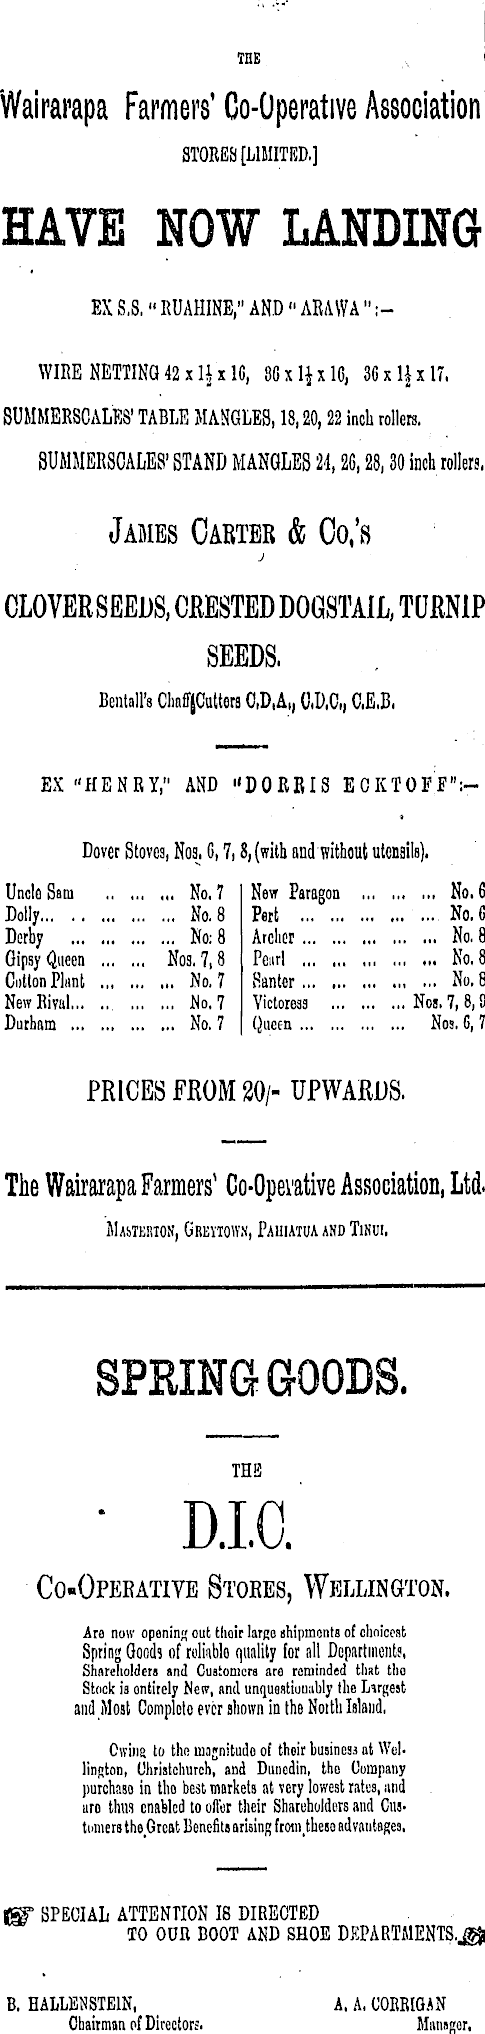 THE
Wairarapa Farmers' Co-Operative Association
STORES [LIMITED.]
HAVE NOW LANDING
EX S.S. "RUAHINE," AND "ARAWA":—
WIRE NETTING 42 x 1½ x 16, 36 x 1½ x 16, 36 x 1½ x 17.
SUMMERSCALES' TABLE MANGLES, 18, 20, 22 inch rollers.
SUMMERSCALES' STAND MANGLES 24, 26, 28, 30 inch rollers.
JAMES CARTER & CO,'S
CLOVER SEEDS, CRESTED DOGSTAIL, TURNIP
SEEDS.
Bentall's Chaff Cutters C.D.A., C.D.C., C.E.B.
EX "HENRY," AND "DORRIS ECKTOFF":—
Dover Stoves, Nos. 6, 7, 8, (with and without utensils).
Uncle Sam .. ... ... No. 7
Dolly... .. ... ... ... No. 8
Derby ... ... ... ... No: 8
Gipsy Queen ... ... Nos. 7, 8
Cotton Plant ... ... ... No. 7
New Rival... .. ... ... No. 7
Durham ... ... ... ... No. 7
New Paragon ... ... ... No. 6
Pert ... ... ... ... ... No. 6
Archer ... ... ... ... ... No. 8
Pearl ... ... ... ... ... No. 8
Santer ... ... ... ... ... No. 8
Victoress ... ... ... Nos. 7, 8, 9
Queen ... ... ... ... Nos. 6, 7
PRICES FROM 20/- UPWARDS.
The Wairarapa Farmers' Co-Operative Association, Ltd.
MASTERTON, GREYTOWN, PAHIATUA AND TINUI.
SPRING GOODS.
THE
D.I.C.
CO-OPERATIVE STORES, WELLINGTON.
Are now opening out their large shipments of choicest
Spring Goods of reliable quality for all Departments,
Shareholders and Customers are reminded that the
Stock is entirely New, and unquestionably the Largest
and Most Complete ever shown in the North Island.
Owing to the magnitude of their business at Wel-
lington, Christchurch, and Dunedin, the Company
purchase in the best markets at very lowest rates, and
are thus enabled to offer their Shareholders and Cus-
tomers the Great Benefits arising from these advantages.
SPECIAL ATTENTION IS DIRECTED
TO OUR BOOT AND SHOE DEPARTMENTS.
B. HALLENSTEIN, A. A. CORRIGAN
Chairman of Directors. Manager,